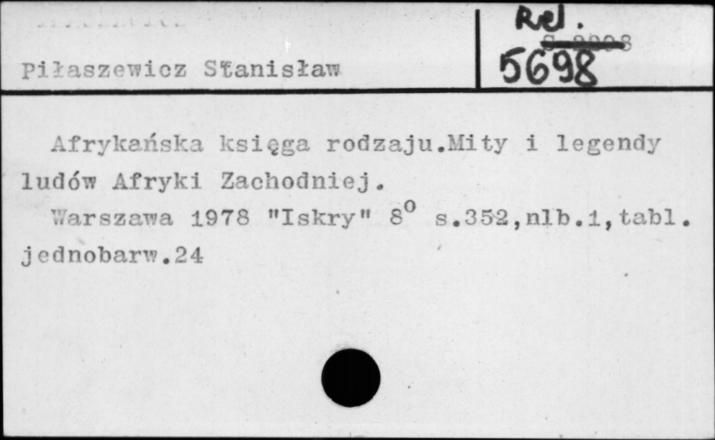 Rel.
5698
Piłaszewicz Stanisław
Afrykańska księga rodzaju.Mity i legendy
ludów Afryki Zachodniej.
Warszawa 1978 "Iskry" 8° s.352,nlb.1,tabl.
jednobarw.24